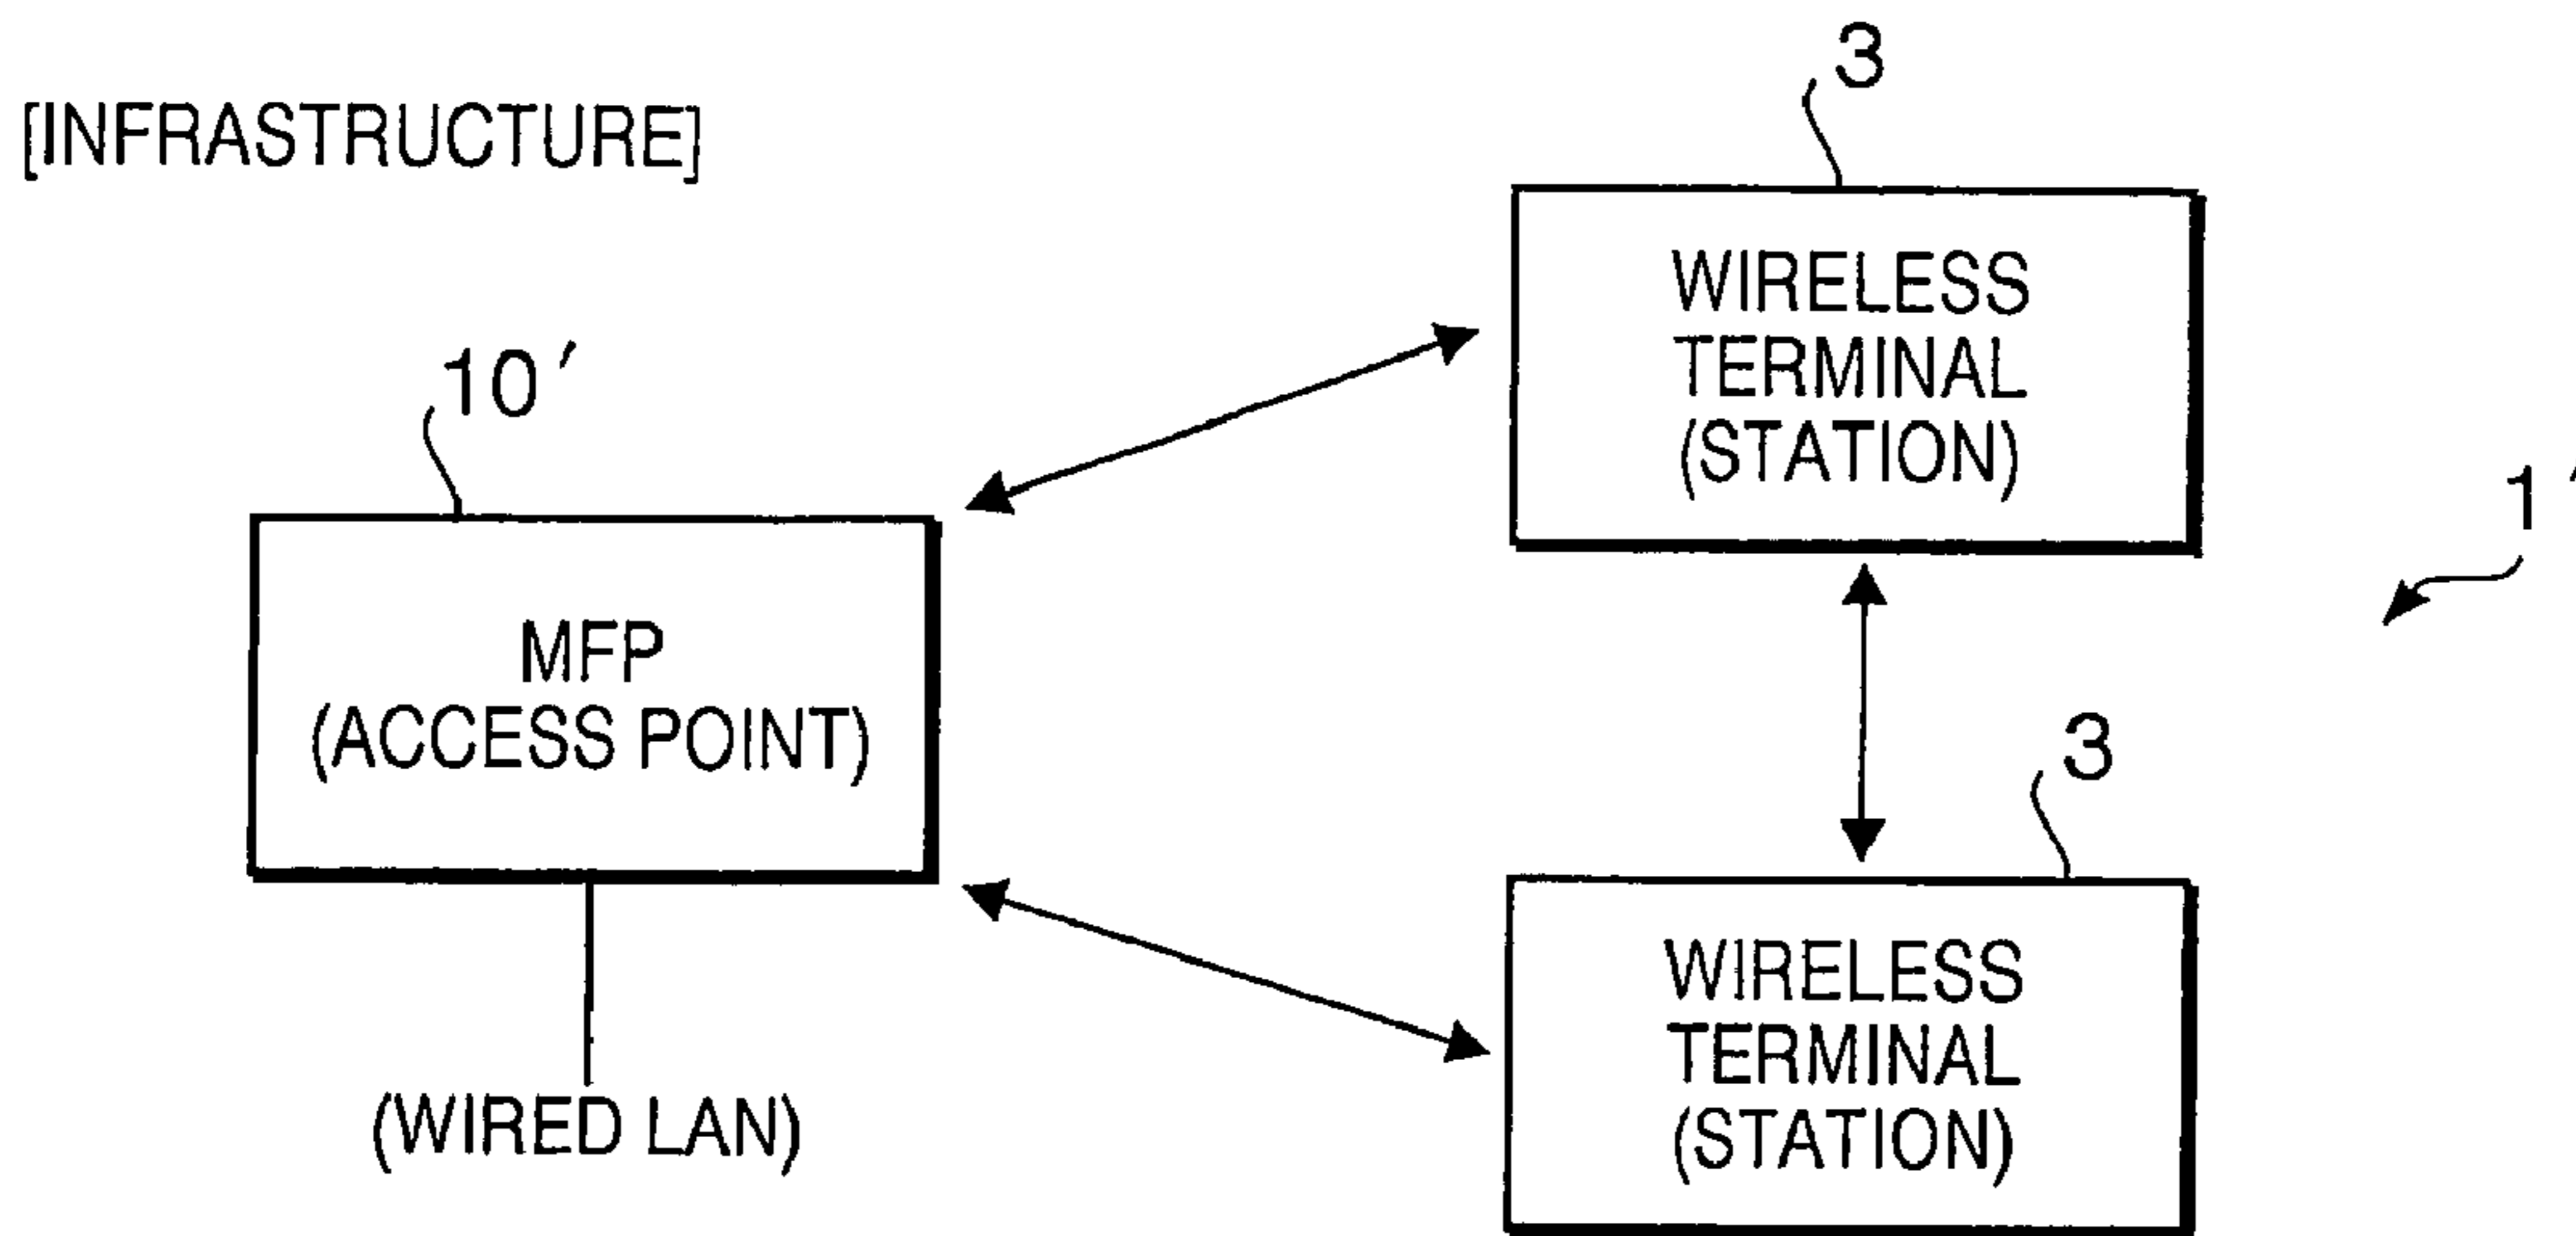 [INFRASTRUCTURE]
3
WIRELESS
TERMINAL
(STATION)
10'
MFP
(ACCESS POINT)
1'
3
WIRELESS
TERMINAL
(STATION)
(WIRED LAN)